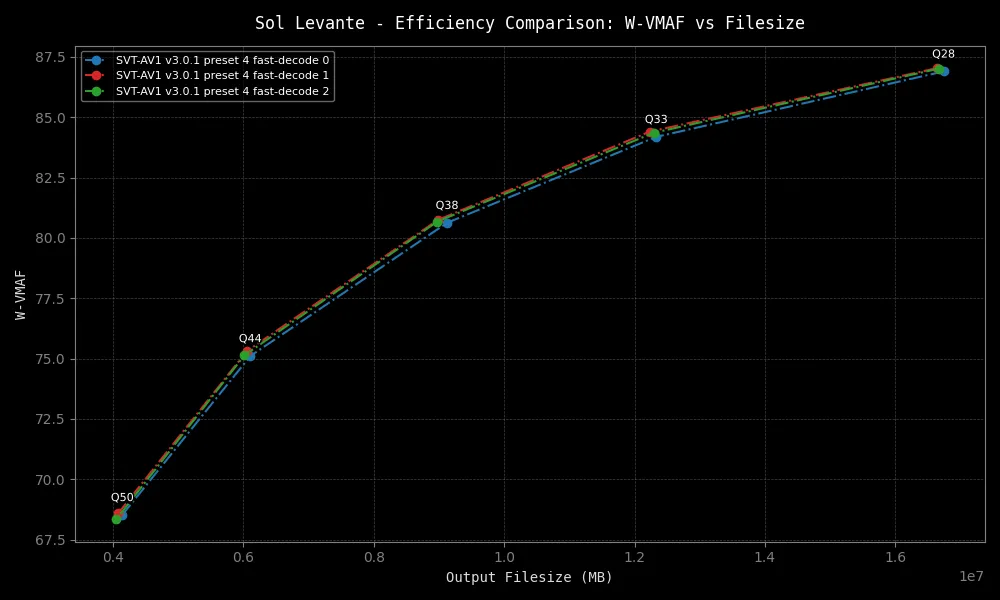 Sol Levante - Efficiency Comparison: W-VMAF vs Filesize
SVT-AV1 v3.0.1 preset 4 fast-decode 0
SVT-AV1 v3.0.1 preset 4 fast-decode 1
SVT-AV1 v3.0.1 preset 4 fast-decode 2
Q28
Q33
Q38
Q44
Q50
W-VMAF
87.5
85.0
82.5
80.0
77.5
75.0
72.5
70.0
67.5
0.4 0.6 0.8 1.0 1.2 1.4 1.6
1e7
Output Filesize (MB)